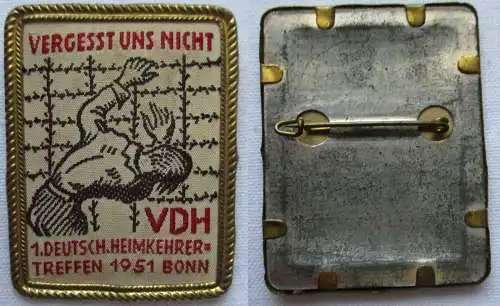 VERGESST UNS NICHT
VDH
1.DEUTSCH.HEIMKEHRER=
TREFFEN 1951 BONN